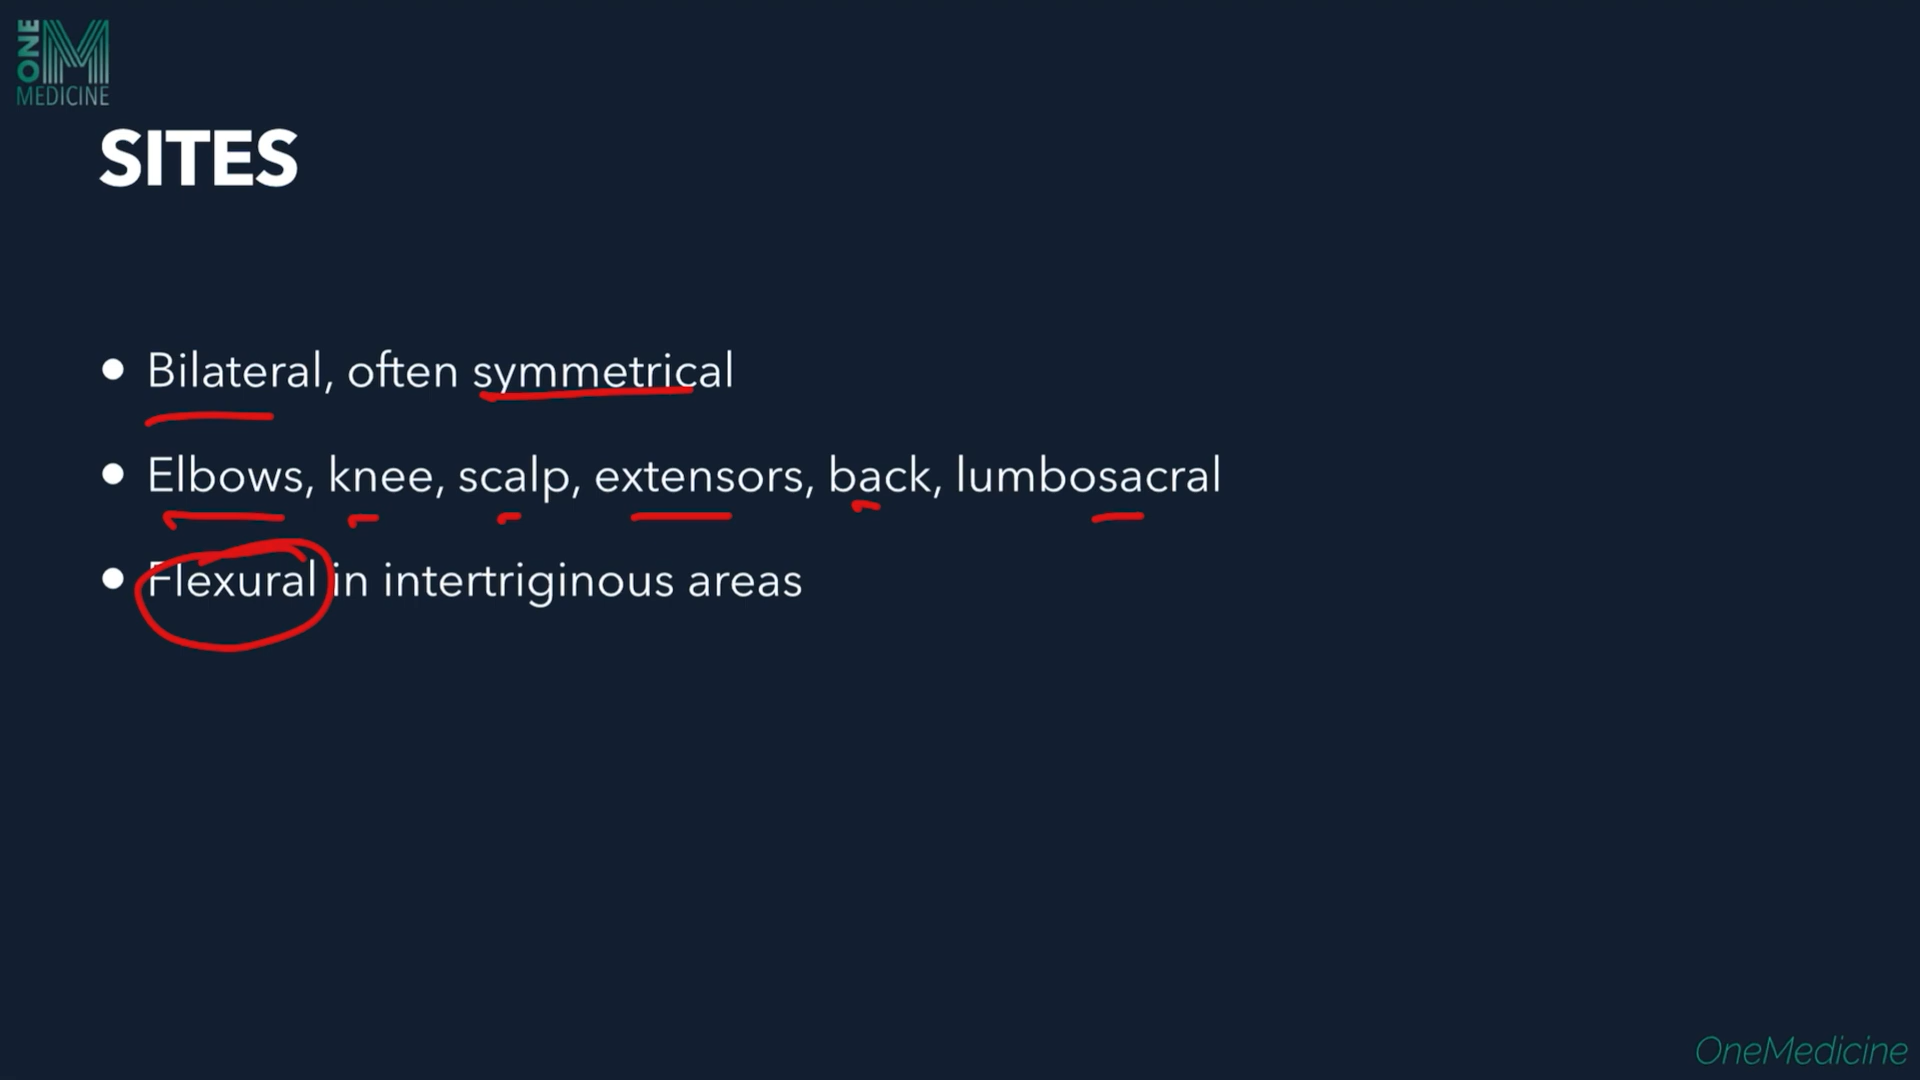 ONE
MEDICINE
SITES
Bilateral, often symmetrical
Elbows, knee, scalp, extensors, back, lumbosacral
Flexural in intertriginous areas
OneMedicine